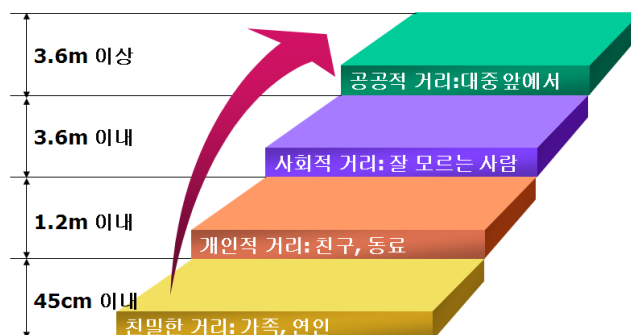 3.6m 이상
공공적 거리:대중 앞에서
3.6m 이내
사회적 거리: 잘 모르는 사람
1.2m 이내
개인적 거리: 친구, 동료
45cm 이내
친밀한 거리: 가족, 연인